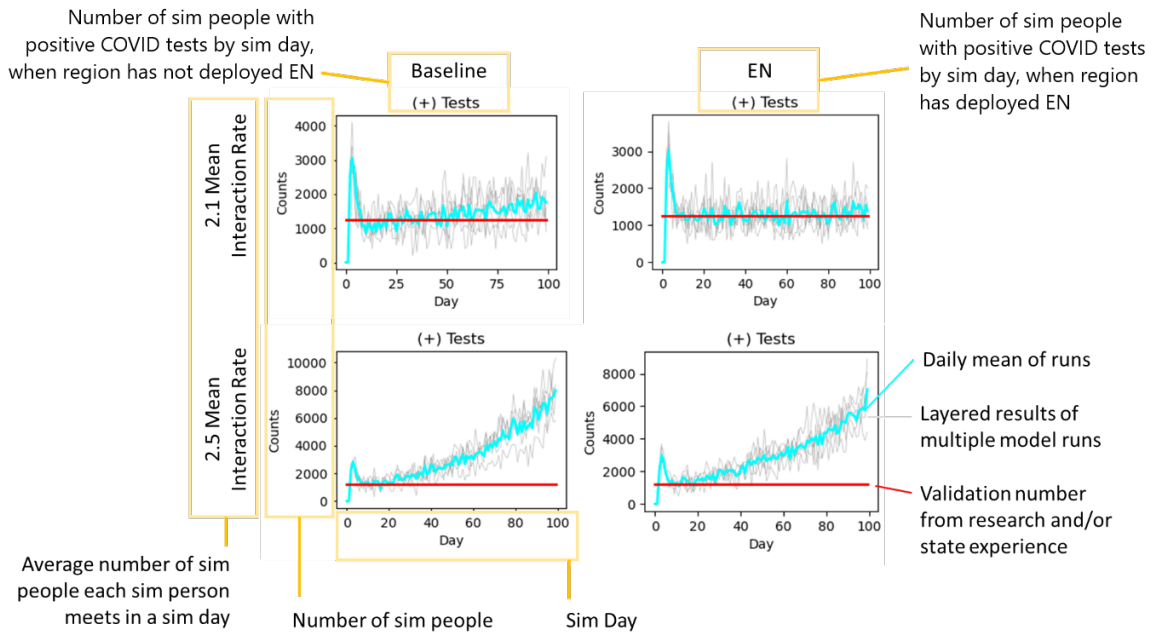 Number of sim people with
positive COVID tests by sim day,
when region has not deployed EN
Baseline
EN
Number of sim people
with positive COVID tests
by sim day, when region
has deployed EN
2.1 Mean
Interaction Rate
(+) Tests
Counts
4000
3000
2000
1000
0
0 25 50 75 100
Day
(+) Tests
Counts
3000
2000
1000
0
0 20 40 60 80 100
Day
2.5 Mean
Interaction Rate
(+) Tests
Counts
10000
8000
6000
4000
2000
0
0 20 40 60 80 100
Day
(+) Tests
Counts
8000
6000
4000
2000
0
0 20 40 60 80 100
Day
Daily mean of runs
Layered results of
multiple model runs
Validation number
from research and/or
state experience
Average number of sim
people each sim person
meets in a sim day
Number of sim people
Sim Day